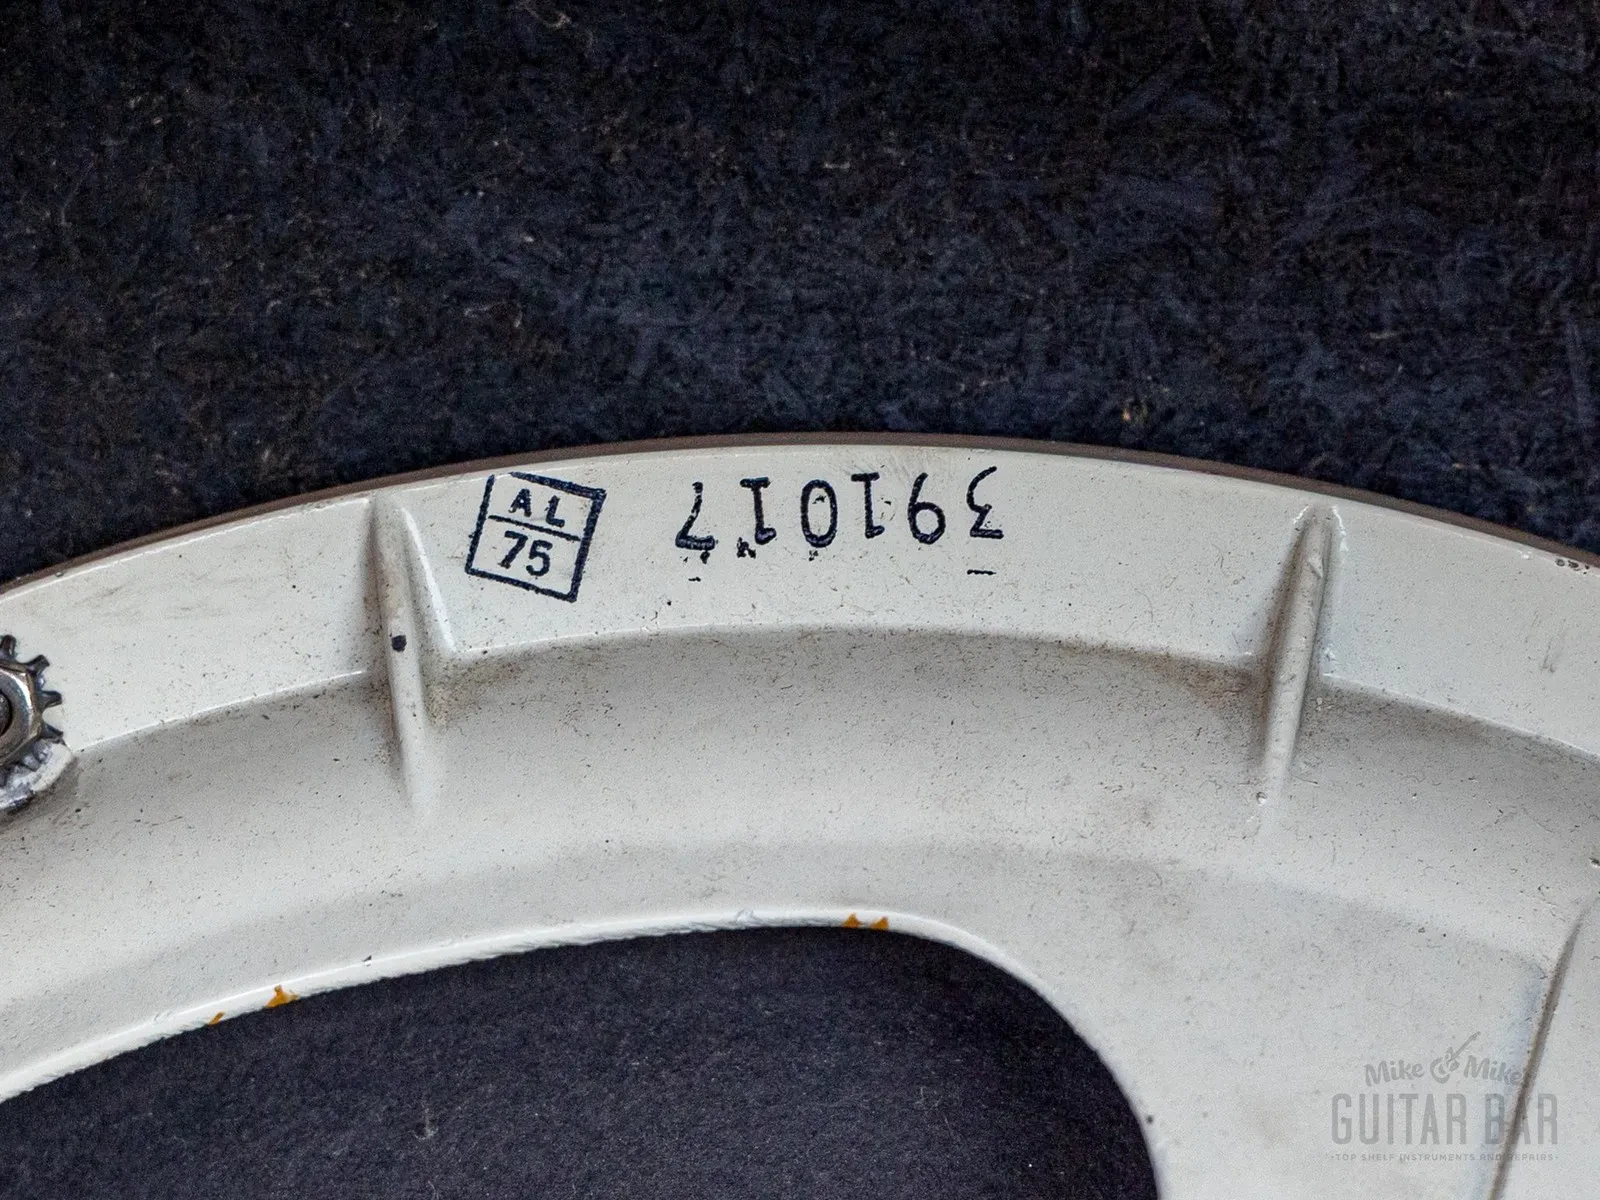 AL
75
391017
Mike & Mike's
GUITAR BAR
·TOP SHELF INSTRUMENTS AND REPAIRS·